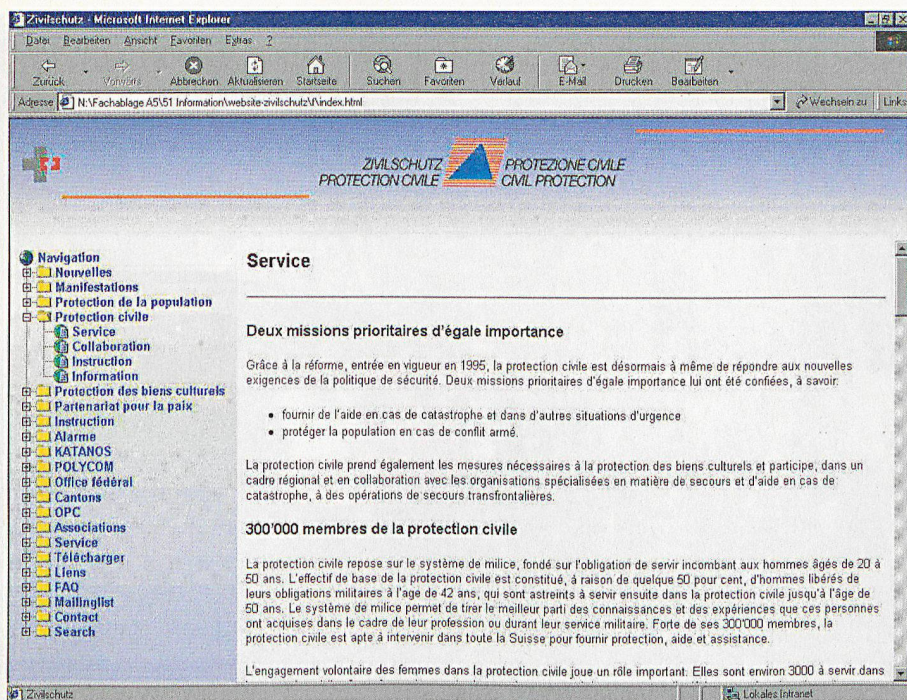 Zivilschutz - Microsoft Internet Explorer
Datei Bearbeiten Ansicht Favoriten Extras ?
Zurück Vorwärts Abbrechen Aktualisieren Startseite Suchen Favoriten Verlauf E-Mail Drucken Bearbeiten
Adresse N:\Fachablage A5\51 Information\website-zivilschutz\f\index.html Wechseln zu Links
ZIVILSCHUTZ PROTEZIONE CIVILE
PROTECTION CIVILE CIVIL PROTECTION
Navigation
Nouvelles
Manifestations
Protection de la population
Protection civile
Service
Collaboration
Instruction
Information
Protection des biens culturels
Partenariat pour la paix
Instruction
Alarme
KATANOS
POLYCOM
Office fédéral
Cantons
OPC
Associations
Service
Télécharger
Liens
FAQ
Mailinglist
Contact
Search
Service
Deux missions prioritaires d'égale importance
Grâce à la réforme, entrée en vigueur en 1995, la protection civile est désormais à même de répondre aux nouvelles
exigences de la politique de sécurité. Deux missions prioritaires d'égale importance lui ont été confiées, à savoir:
• fournir de l'aide en cas de catastrophe et dans d'autres situations d'urgence
• protéger la population en cas de conflit armé.
La protection civile prend également les mesures nécessaires à la protection des biens culturels et participe, dans un
cadre régional et en collaboration avec les organisations spécialisées en matière de secours et d'aide en cas de
catastrophe, à des opérations de secours transfrontalières.
300'000 membres de la protection civile
La protection civile repose sur le système de milice, fondé sur l'obligation de servir incombant aux hommes âgés de 20 à
50 ans. L'effectif de base de la protection civile est constitué, à raison de quelque 50 pour cent, d'hommes libérés de
leurs obligations militaires à l'age de 42 ans, qui sont astreints à servir ensuite dans la protection civile jusqu'à l'âge de
50 ans. Le système de milice permet de tirer le meilleur parti des connaissances et des expériences que ces personnes
ont acquises dans le cadre de leur profession ou durant leur service militaire. Forte de ses 300'000 membres, la
protection civile est apte à intervenir dans toute la Suisse pour fournir protection, aide et assistance.
L'engagement volontaire des femmes dans la protection civile joue un rôle important. Elles sont environ 3000 à servir dans
Zivilschutz Lokales Intranet